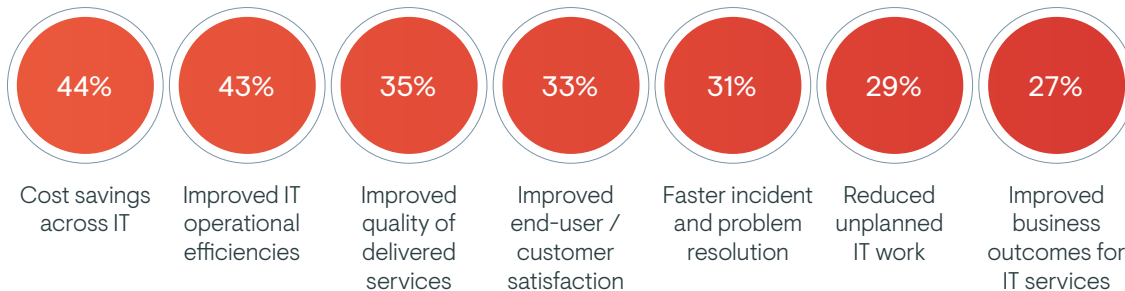 44%
43%
35%
33%
31%
29%
27%
Cost savings
across IT
Improved IT
operational
efficiencies
Improved
quality of
delivered
services
Improved
end-user /
customer
satisfaction
Faster incident
and problem
resolution
Reduced
unplanned
IT work
Improved
business
outcomes for
IT services